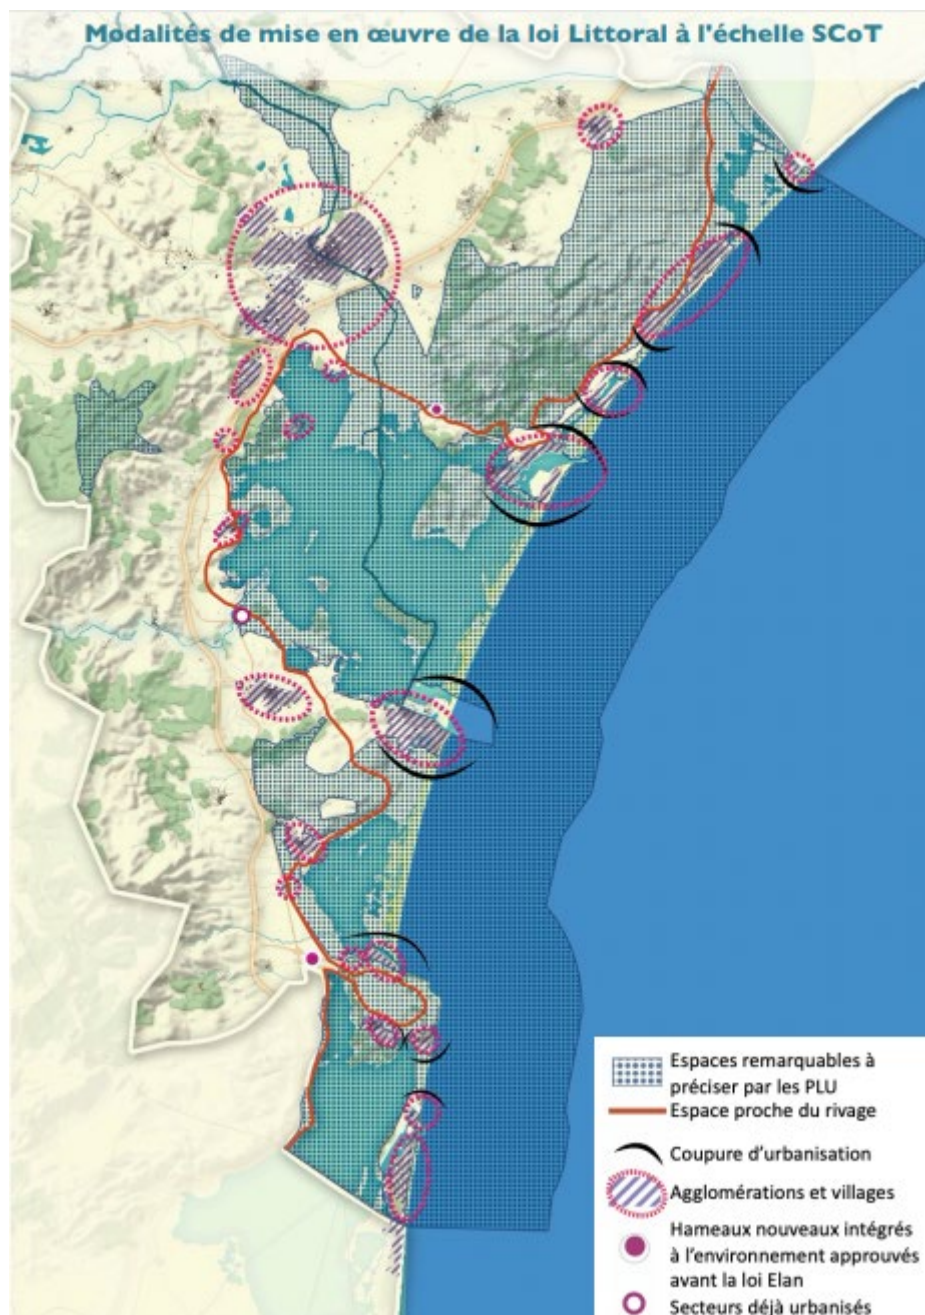 Modalités de mise en œuvre de la loi Littoral à l'échelle SCoT
Espaces remarquables à
préciser par les PLU
Espace proche du rivage
Coupure d'urbanisation
Agglomérations et villages
Hameaux nouveaux intégrés
à l'environnement approuvés
avant la loi Elan
Secteurs déjà urbanisés